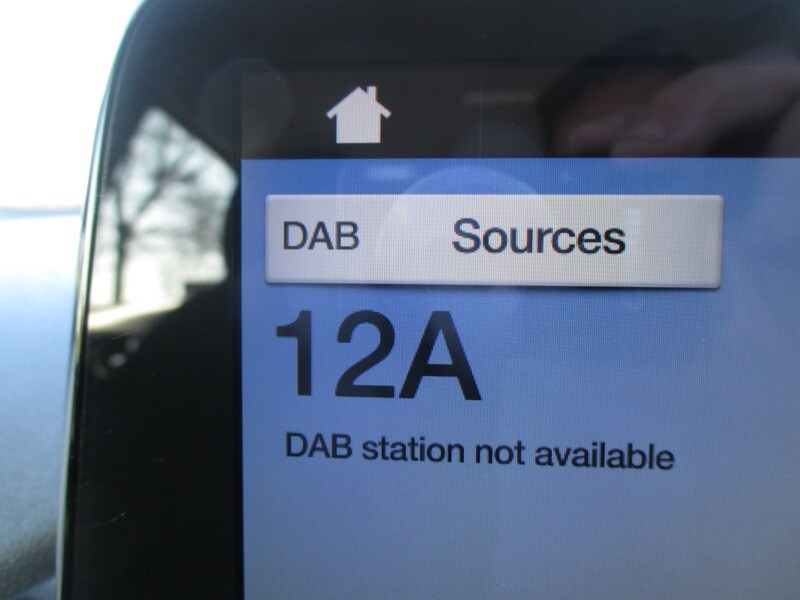 DAB Sources
12A
DAB station not available